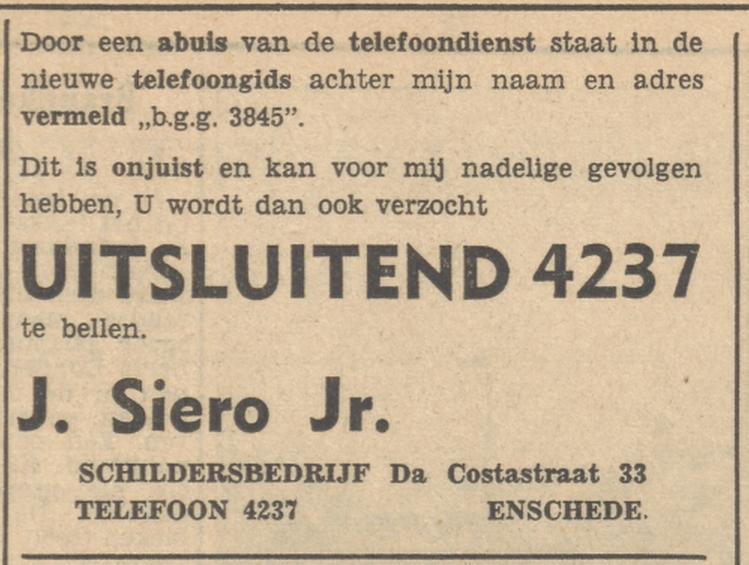 Door een abuis van de telefoondienst staat in de
nieuwe telefoongids achter mijn naam en adres
vermeld „b.g.g. 3845”.
Dit is onjuist en kan voor mij nadelige gevolgen
hebben, U wordt dan ook verzocht
UITSLUITEND 4237
te bellen.
J. Siero Jr.
SCHILDERSBEDRIJF Da Costastraat 33
TELEFOON 4237 ENSCHEDE.